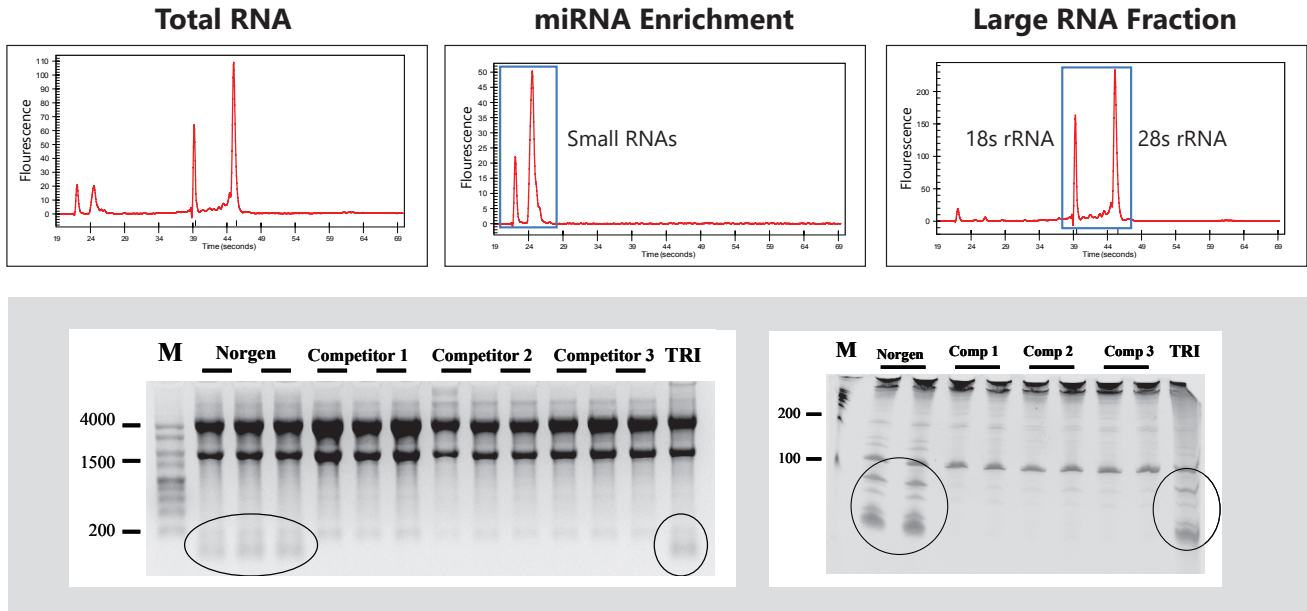 Total RNA
miRNA Enrichment
Large RNA Fraction
Flourescence
110
100
90
80
70
60
50
40
30
20
10
0
19 24 29 34 39 44 49 54 59 64 69
Time (seconds)
Flourescence
50
45
40
35
30
25
20
15
10
5
0
Small RNAs
19 24 29 34 39 44 49 54 59 64 69
Time (seconds)
Flourescence
200
150
100
50
0
18s rRNA
28s rRNA
19 24 29 34 39 44 49 54 59 64 69
Time (seconds)
M Norgen Competitor 1 Competitor 2 Competitor 3 TRI
4000
1500
200
M Norgen Comp 1 Comp 2 Comp 3 TRI
200
100